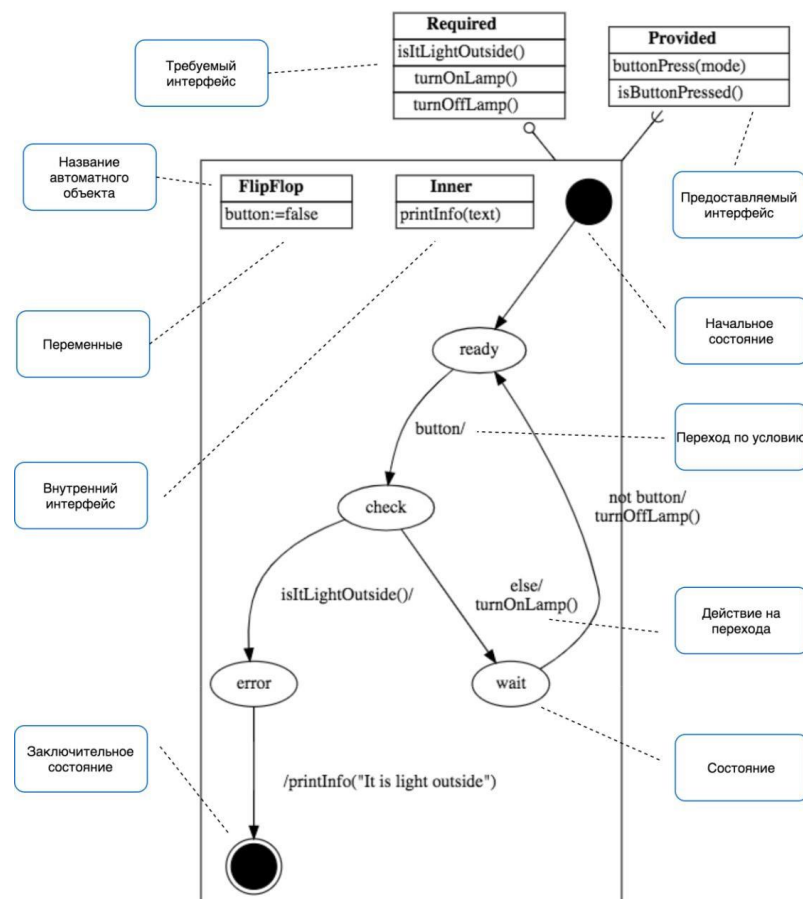 Required
isItLightOutside()
turnOnLamp()
turnOffLamp()
Provided
buttonPress(mode)
isButtonPressed()
Требуемый
интерфейс
Название
автоматного
объекта
FlipFlop
button:=false
Inner
printInfo(text)
Предоставляемый
интерфейс
Переменные
Начальное
состояние
ready
button/
Переход по условию
Внутренний
интерфейс
check
not button/
turnOffLamp()
isItLightOutside()/
else/
turnOnLamp()
Действие на
перехода
error
wait
Заключительное
состояние
/printInfo("It is light outside")
Состояние